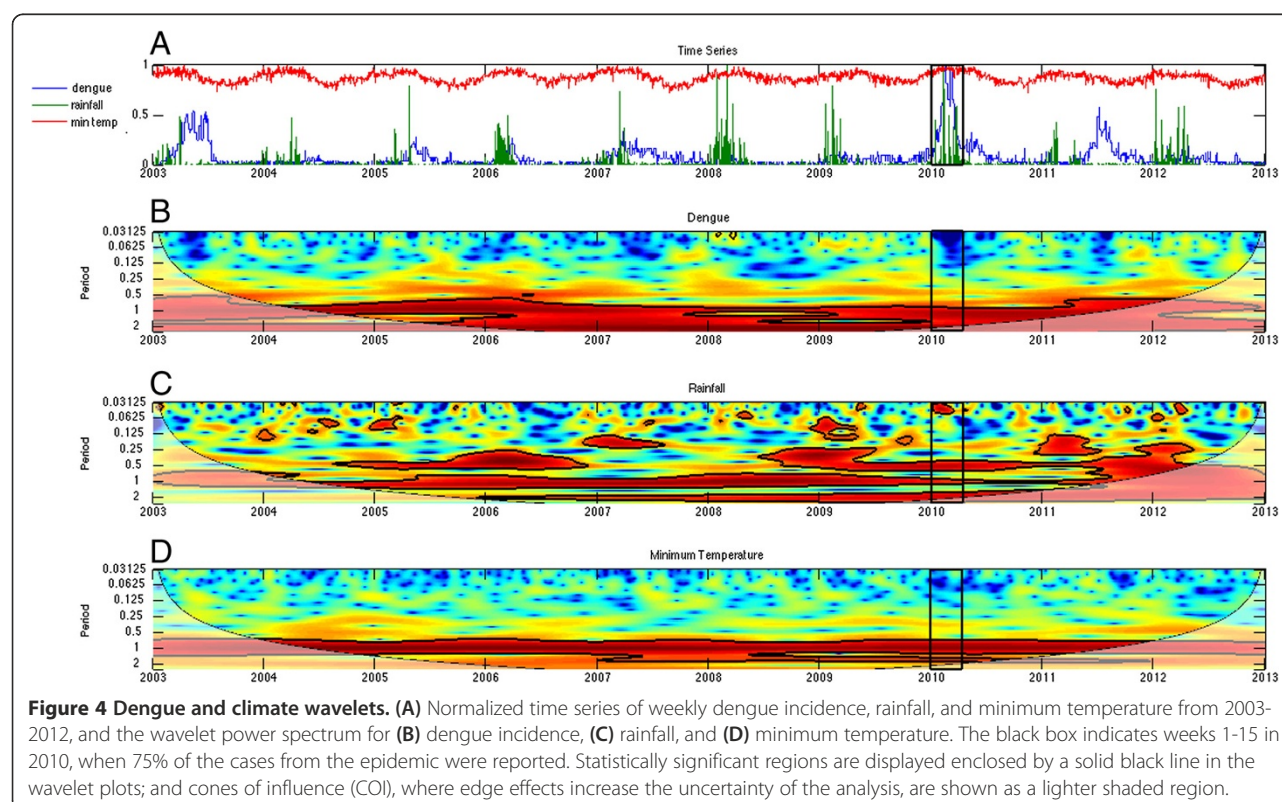 A
Time Series
dengue
rainfall
min temp
1
0.5
0
2003 2004 2005 2006 2007 2008 2009 2010 2011 2012 2013
B
Dengue
Period
0.03125
0.0625
0.125
0.25
0.5
1
2
2003 2004 2005 2006 2007 2008 2009 2010 2011 2012 2013
C
Rainfall
Period
0.03125
0.0625
0.125
0.25
0.5
1
2
2003 2004 2005 2006 2007 2008 2009 2010 2011 2012 2013
D
Minimum Temperature
Period
0.03125
0.0625
0.125
0.25
0.5
1
2
2003 2004 2005 2006 2007 2008 2009 2010 2011 2012 2013
Figure 4 Dengue and climate wavelets. (A) Normalized time series of weekly dengue incidence, rainfall, and minimum temperature from 2003-
2012, and the wavelet power spectrum for (B) dengue incidence, (C) rainfall, and (D) minimum temperature. The black box indicates weeks 1-15 in
2010, when 75% of the cases from the epidemic were reported. Statistically significant regions are displayed enclosed by a solid black line in the
wavelet plots; and cones of influence (COI), where edge effects increase the uncertainty of the analysis, are shown as a lighter shaded region.